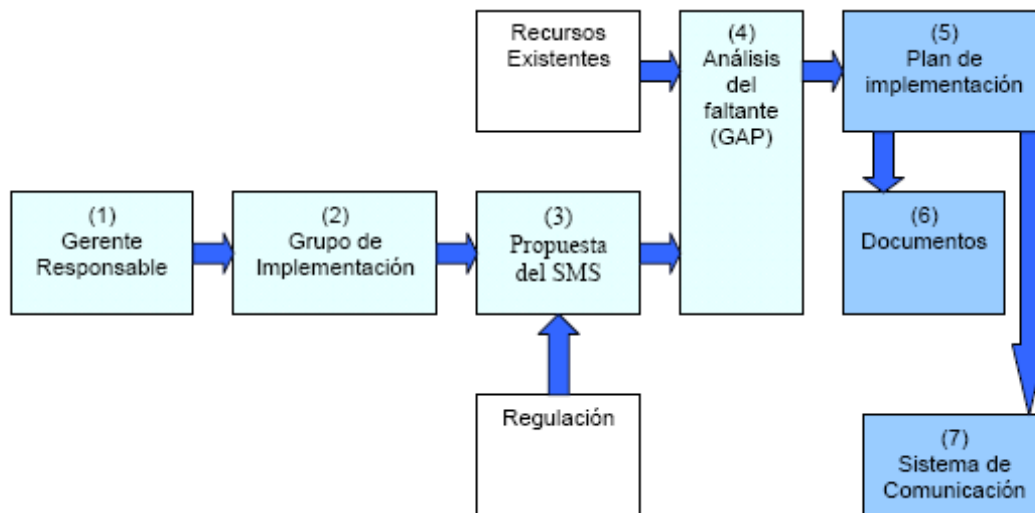 Recursos
Existentes
(4)
Análisis
del
faltante
(GAP)
(5)
Plan de
implementación
(1)
Gerente
Responsable
(2)
Grupo de
Implementación
(3)
Propuesta
del SMS
(6)
Documentos
Regulación
(7)
Sistema de
Comunicación